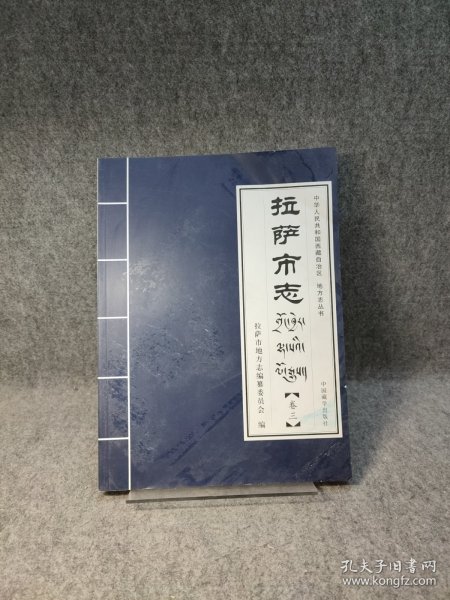 中华人民共和国西藏自治区 地方志丛书
拉萨市志
拉萨市地方志编纂委员会 编
【卷三】
中国藏学出版社
孔夫子旧书网
www.kongfz.com